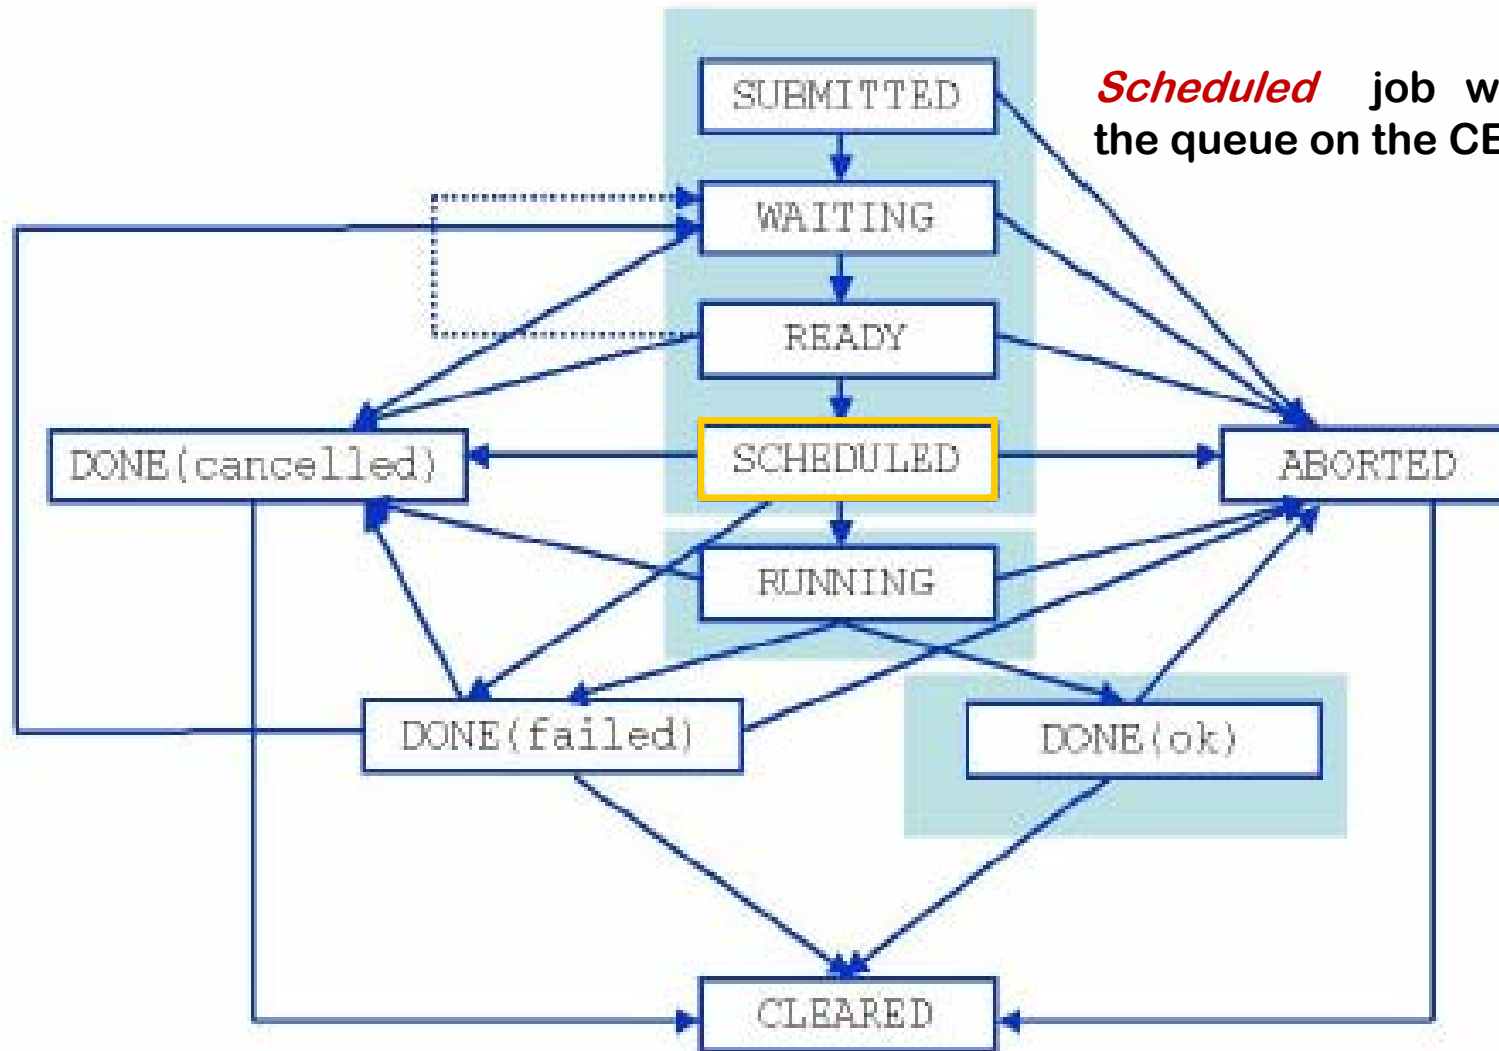 SUBMITTED
Scheduled job w
the queue on the CE
WAITING
READY
DONE(cancelled)
SCHEDULED
ABORTED
RUNNING
DONE(failed)
DONE(ok)
CLEARED